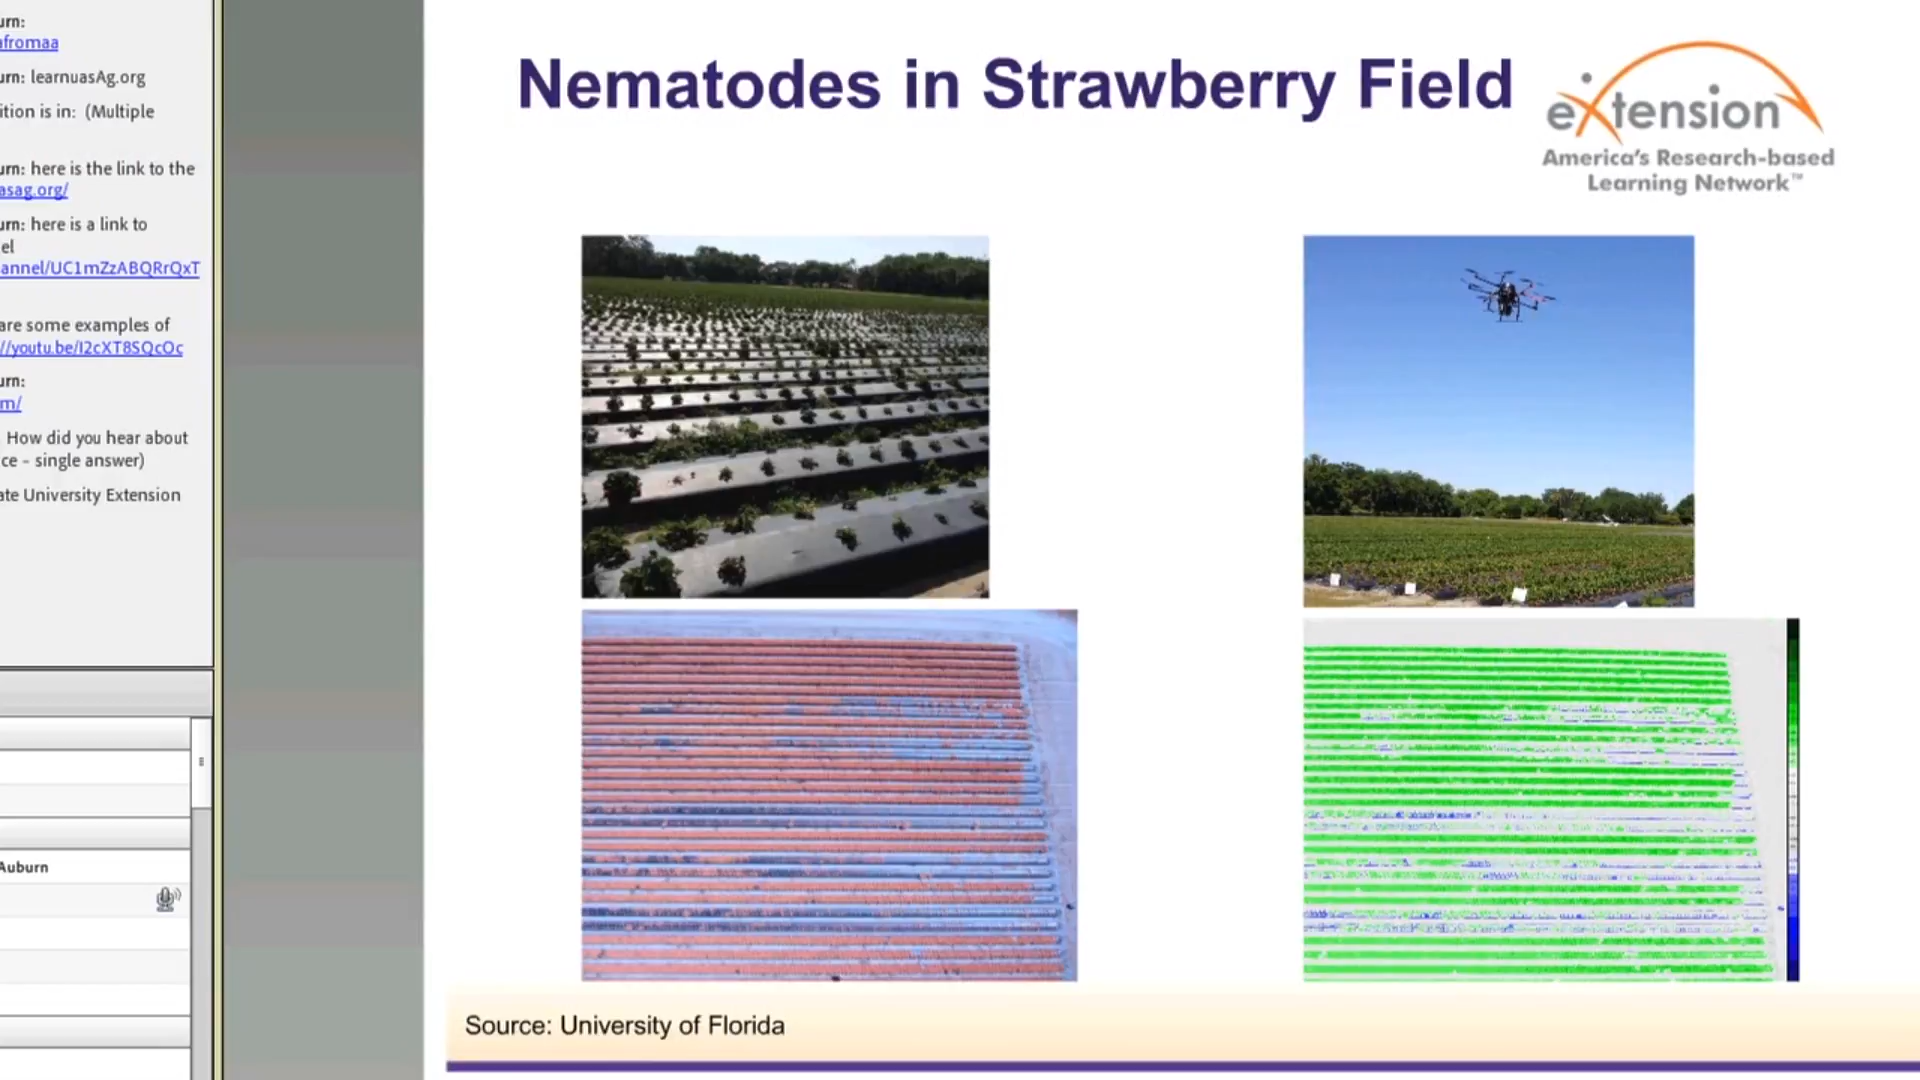 urn:
afromaa
urn: learnuasAg.org
ition is in: (Multiple
urn: here is the link to the
asag.org/
urn: here is a link to
el
annel/UC1mZzABQRrQxT
are some examples of
//youtu.be/I2cXT8SQcOc
urn:
m/
How did you hear about
ce - single answer)
ate University Extension
Auburn
Nematodes in Strawberry Field
eXtension
America's Research-based
Learning Network™
Source: University of Florida